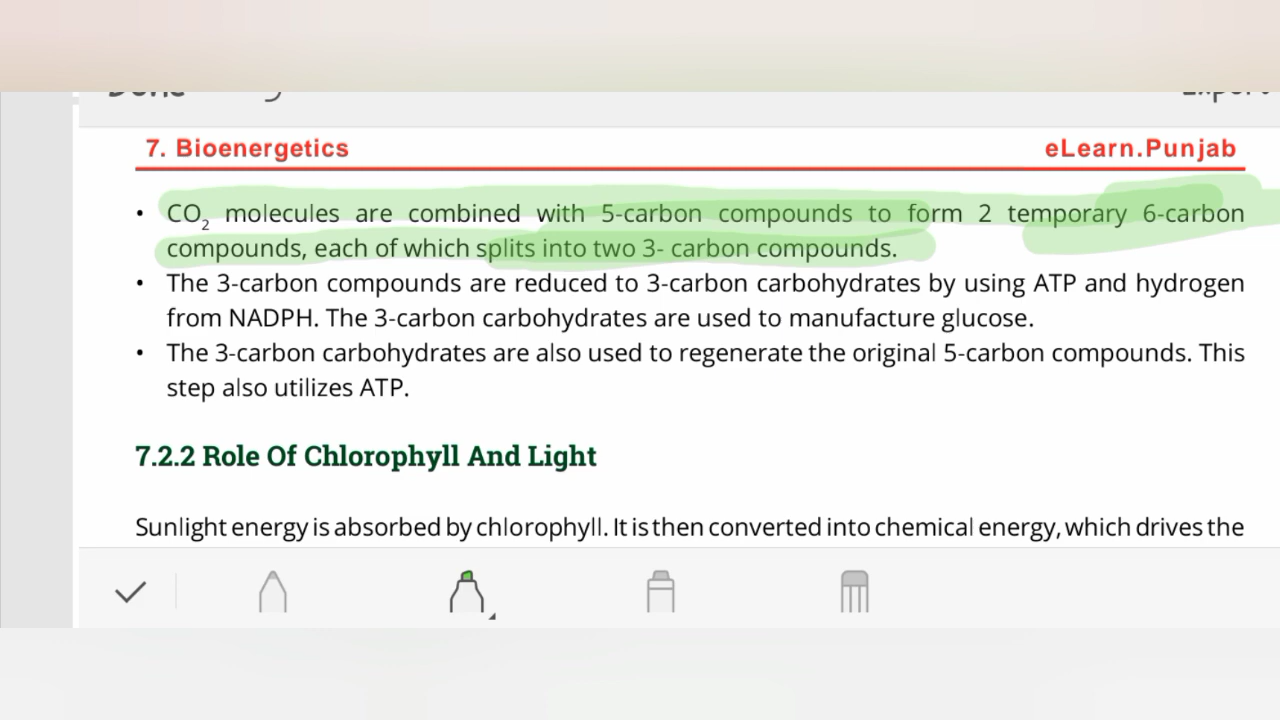 7. Bioenergetics eLearn.Punjab
• CO2 molecules are combined with 5-carbon compounds to form 2 temporary 6-carbon
compounds, each of which splits into two 3- carbon compounds.
• The 3-carbon compounds are reduced to 3-carbon carbohydrates by using ATP and hydrogen
from NADPH. The 3-carbon carbohydrates are used to manufacture glucose.
• The 3-carbon carbohydrates are also used to regenerate the original 5-carbon compounds. This
step also utilizes ATP.
7.2.2 Role Of Chlorophyll And Light
Sunlight energy is absorbed by chlorophyll. It is then converted into chemical energy, which drives the